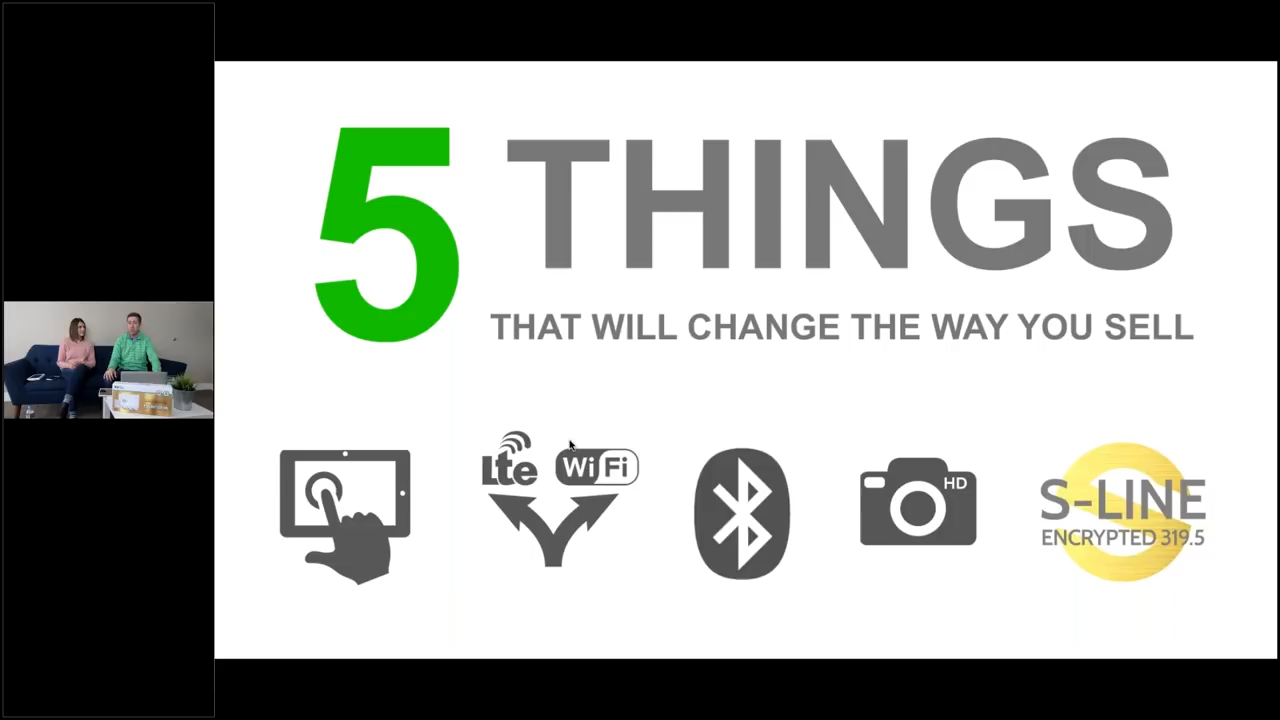 5 THINGS
THAT WILL CHANGE THE WAY YOU SELL
Lte WiFi
HD
S-LINE
ENCRYPTED 319.5